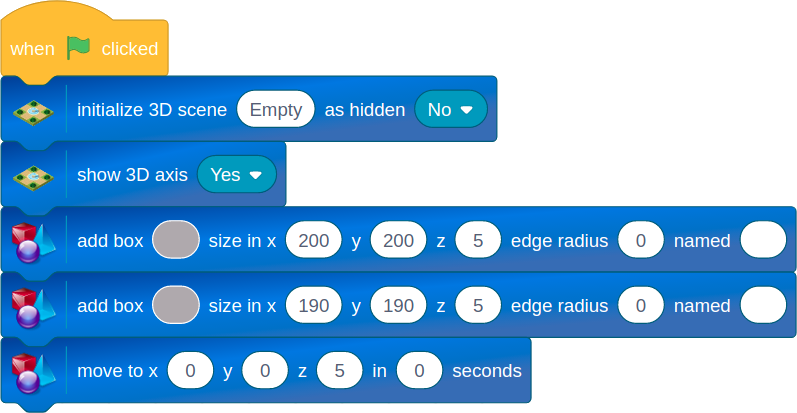 when clicked
initialize 3D scene Empty as hidden No
show 3D axis Yes
add box size in x 200 y 200 z 5 edge radius 0 named
add box size in x 190 y 190 z 5 edge radius 0 named
move to x 0 y 0 z 5 in 0 seconds